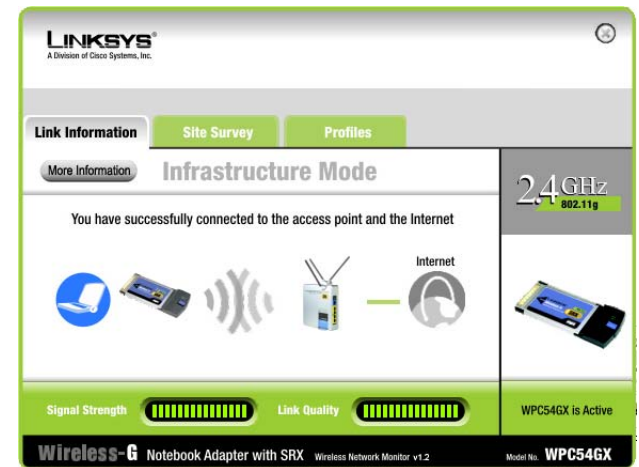 LINKSYS®
A Division of Cisco Systems, Inc.
Link Information Site Survey Profiles
More Information Infrastructure Mode
2.4GHz
802.11g
You have successfully connected to the access point and the Internet
Internet
Signal Strength Link Quality WPC54GX is Active
Wireless-G Notebook Adapter with SRX Wireless Network Monitor v1.2 Model No. WPC54GX